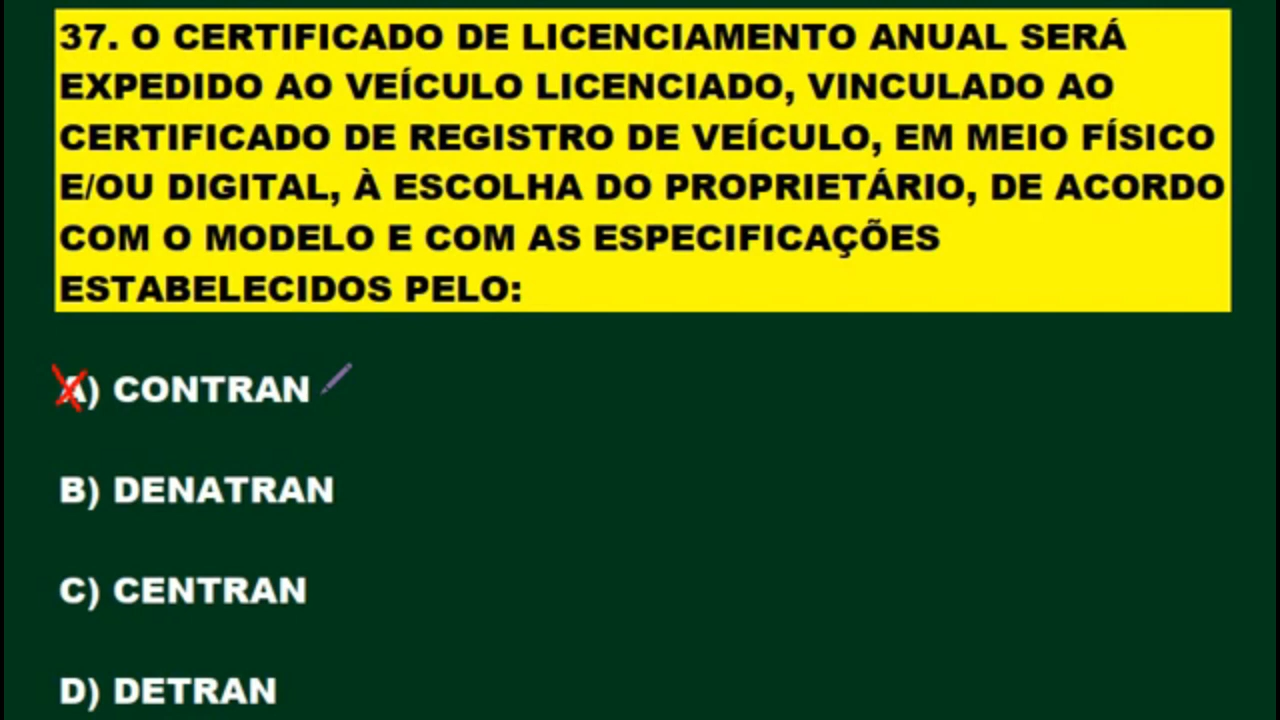 37. O CERTIFICADO DE LICENCIAMENTO ANUAL SERÁ
EXPEDIDO AO VEÍCULO LICENCIADO, VINCULADO AO
CERTIFICADO DE REGISTRO DE VEÍCULO, EM MEIO FÍSICO
E/OU DIGITAL, À ESCOLHA DO PROPRIETÁRIO, DE ACORDO
COM O MODELO E COM AS ESPECIFICAÇÕES
ESTABELECIDOS PELO:
A) CONTRAN
B) DENATRAN
C) CENTRAN
D) DETRAN